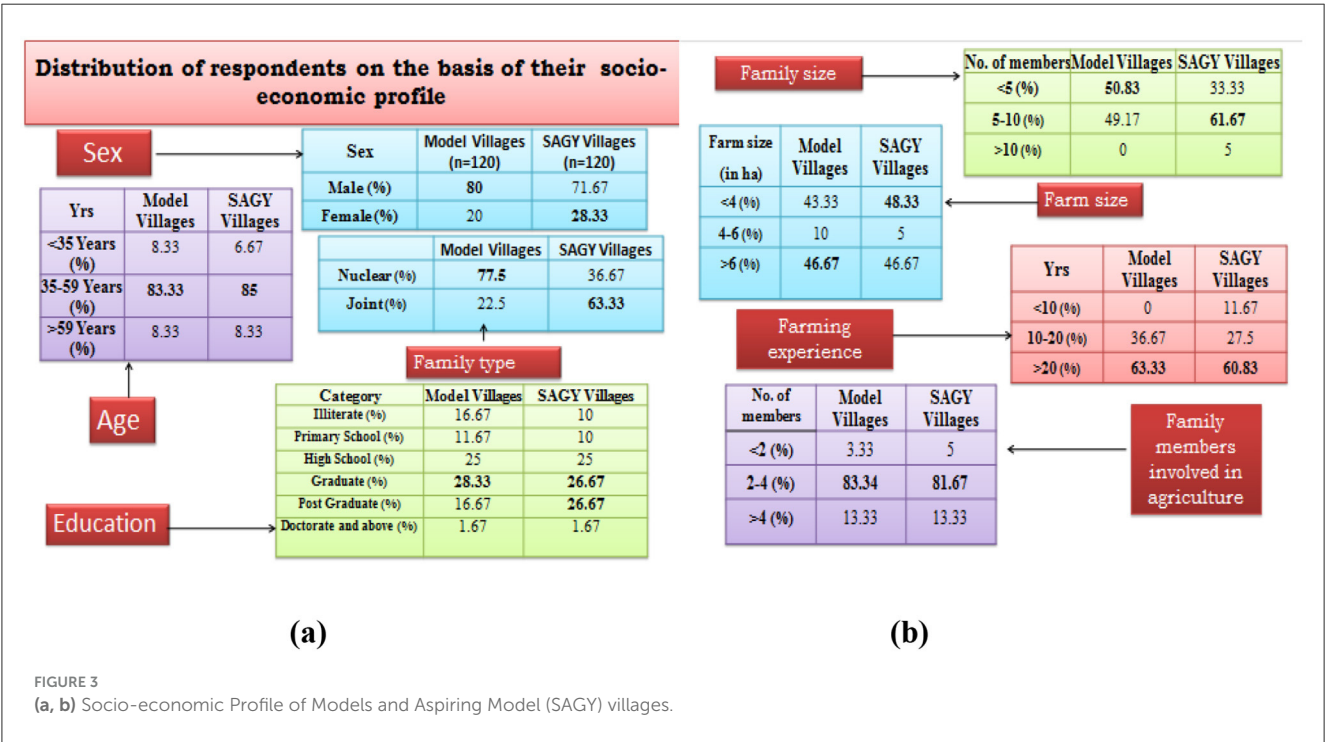 Distribution of respondents on the basis of their socio-
economic profile
Sex
Sex Model Villages (n=120) SAGY Villages (n=120)
Male (%) 80 71.67
Female (%) 20 28.33
Yrs Model Villages SAGY Villages
<35 Years (%) 8.33 6.67
35-59 Years (%) 83.33 85
>59 Years (%) 8.33 8.33
Age
Model Villages SAGY Villages
Nuclear (%) 77.5 36.67
Joint (%) 22.5 63.33
Family type
Category Model Villages SAGY Villages
Illiterate (%) 16.67 10
Primary School (%) 11.67 10
High School (%) 25 25
Graduate (%) 28.33 26.67
Post Graduate (%) 16.67 26.67
Doctorate and above (%) 1.67 1.67
Education
(a)
Family size
No. of members Model Villages SAGY Villages
<5 (%) 50.83 33.33
5-10 (%) 49.17 61.67
>10 (%) 0 5
Farm size (in ha) Model Villages SAGY Villages
<4 (%) 43.33 48.33
4-6 (%) 10 5
>6 (%) 46.67 46.67
Farm size
Yrs Model Villages SAGY Villages
<10 (%) 0 11.67
10-20 (%) 36.67 27.5
>20 (%) 63.33 60.83
Farming
experience
No. of members Model Villages SAGY Villages
<2 (%) 3.33 5
2-4 (%) 83.34 81.67
>4 (%) 13.33 13.33
Family
members
involved in
agriculture
(b)
FIGURE 3
(a, b) Socio-economic Profile of Models and Aspiring Model (SAGY) villages.